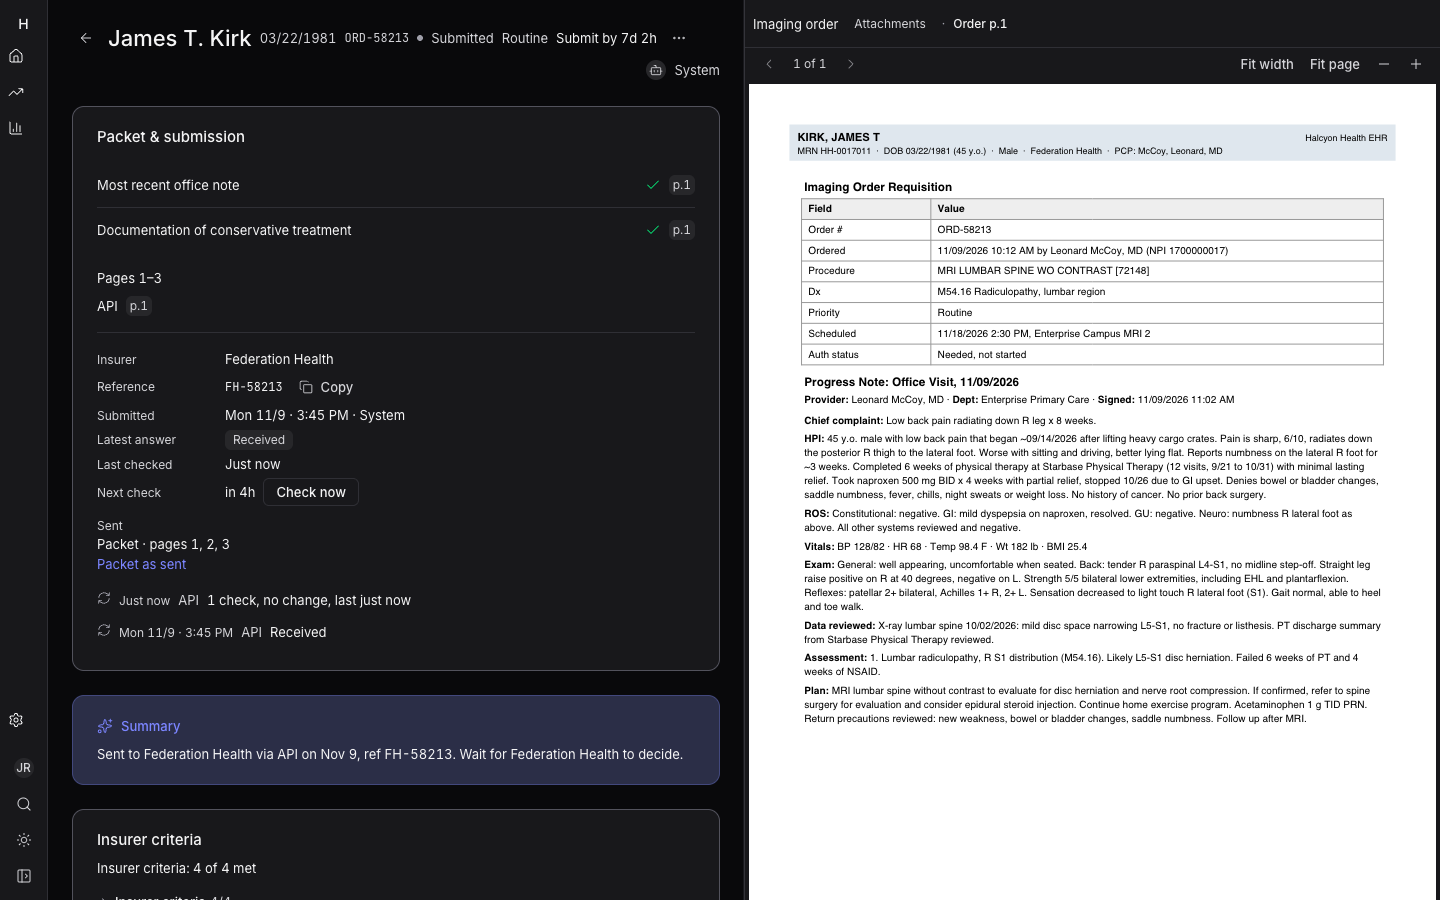 H
James T. Kirk 03/22/1981 ORD-58213 Submitted Routine Submit by 7d 2h
System
Packet & submission
Most recent office note p.1
Documentation of conservative treatment p.1
Pages 1–3
API p.1
Insurer Federation Health
Reference FH-58213 Copy
Submitted Mon 11/9 · 3:45 PM · System
Latest answer Received
Last checked Just now
Next check in 4h Check now
Sent
Packet · pages 1, 2, 3
Packet as sent
Just now API 1 check, no change, last just now
Mon 11/9 · 3:45 PM API Received
Summary
Sent to Federation Health via API on Nov 9, ref FH-58213. Wait for Federation Health to decide.
Insurer criteria
Insurer criteria: 4 of 4 met
Insurer criteria 4/4
JR
Imaging order Attachments · Order p.1
1 of 1 Fit width Fit page
KIRK, JAMES T Halcyon Health EHR
MRN HH-0017011 · DOB 03/22/1981 (45 y.o.) · Male · Federation Health · PCP: McCoy, Leonard, MD
Imaging Order Requisition
Field Value
Order # ORD-58213
Ordered 11/09/2026 10:12 AM by Leonard McCoy, MD (NPI 1700000017)
Procedure MRI LUMBAR SPINE WO CONTRAST [72148]
Dx M54.16 Radiculopathy, lumbar region
Priority Routine
Scheduled 11/18/2026 2:30 PM, Enterprise Campus MRI 2
Auth status Needed, not started
Progress Note: Office Visit, 11/09/2026
Provider: Leonard McCoy, MD · Dept: Enterprise Primary Care · Signed: 11/09/2026 11:02 AM
Chief complaint: Low back pain radiating down R leg x 8 weeks.
HPI: 45 y.o. male with low back pain that began ~09/14/2026 after lifting heavy cargo crates. Pain is sharp, 6/10, radiates down
the posterior R thigh to the lateral foot. Worse with sitting and driving, better lying flat. Reports numbness on the lateral R foot for
~3 weeks. Completed 6 weeks of physical therapy at Starbase Physical Therapy (12 visits, 9/21 to 10/31) with minimal lasting
relief. Took naproxen 500 mg BID x 4 weeks with partial relief, stopped 10/26 due to GI upset. Denies bowel or bladder changes,
saddle numbness, fever, chills, night sweats or weight loss. No history of cancer. No prior back surgery.
ROS: Constitutional: negative. GI: mild dyspepsia on naproxen, resolved. GU: negative. Neuro: numbness R lateral foot as
above. All other systems reviewed and negative.
Vitals: BP 128/82 · HR 68 · Temp 98.4 F · Wt 182 lb · BMI 25.4
Exam: General: well appearing, uncomfortable when seated. Back: tender R paraspinal L4-S1, no midline step-off. Straight leg
raise positive on R at 40 degrees, negative on L. Strength 5/5 bilateral lower extremities, including EHL and plantarflexion.
Reflexes: patellar 2+ bilateral, Achilles 1+ R, 2+ L. Sensation decreased to light touch R lateral foot (S1). Gait normal, able to heel
and toe walk.
Data reviewed: X-ray lumbar spine 10/02/2026: mild disc space narrowing L5-S1, no fracture or listhesis. PT discharge summary
from Starbase Physical Therapy reviewed.
Assessment: 1. Lumbar radiculopathy, R S1 distribution (M54.16). Likely L5-S1 disc herniation. Failed 6 weeks of PT and 4
weeks of NSAID.
Plan: MRI lumbar spine without contrast to evaluate for disc herniation and nerve root compression. If confirmed, refer to spine
surgery for evaluation and consider epidural steroid injection. Continue home exercise program. Acetaminophen 1 g TID PRN.
Return precautions reviewed: new weakness, bowel or bladder changes, saddle numbness. Follow up after MRI.